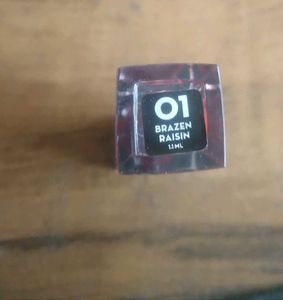 01
BRAZEN
RAISIN
1.1 ML